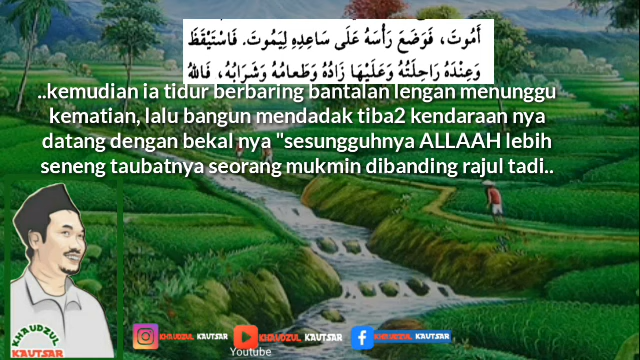 أَمُوتَ، فَوَضَعَ رَأْسَهُ عَلَى سَاعِدِهِ لِيَمُوتَ. فَاسْتَيْقَظَ
وَعِنْدَهُ رَاحِلَتُهُ وَعَلَيْهَا زَادُهُ وَطَعَامُهُ وَشَرَابُهُ، فَاللهُ
..kemudian ia tidur berbaring bantalan lengan menunggu
kematian, lalu bangun mendadak tiba2 kendaraan nya
datang dengan bekal nya "sesungguhnya ALLAAH lebih
seneng taubatnya seorang mukmin dibanding rajul tadi..
KHAUDZUL
KAUTSAR
KHAUDZUL KAUTSAR
KHAUDZUL KAUTSAR
KHAUDZUL KAUTSAR
Youtube